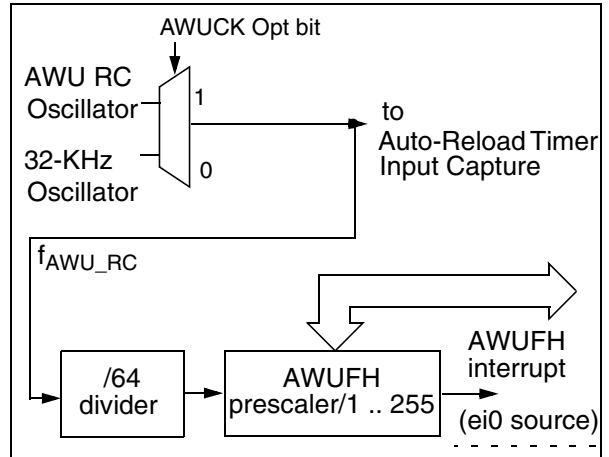 AWUCK Opt bit
AWU RC
Oscillator
1
to
Auto-Reload Timer
Input Capture
32-KHz
Oscillator
0
fAWU_RC
/64
divider
AWUFH
prescaler/1 .. 255
AWUFH
interrupt
(ei0 source)